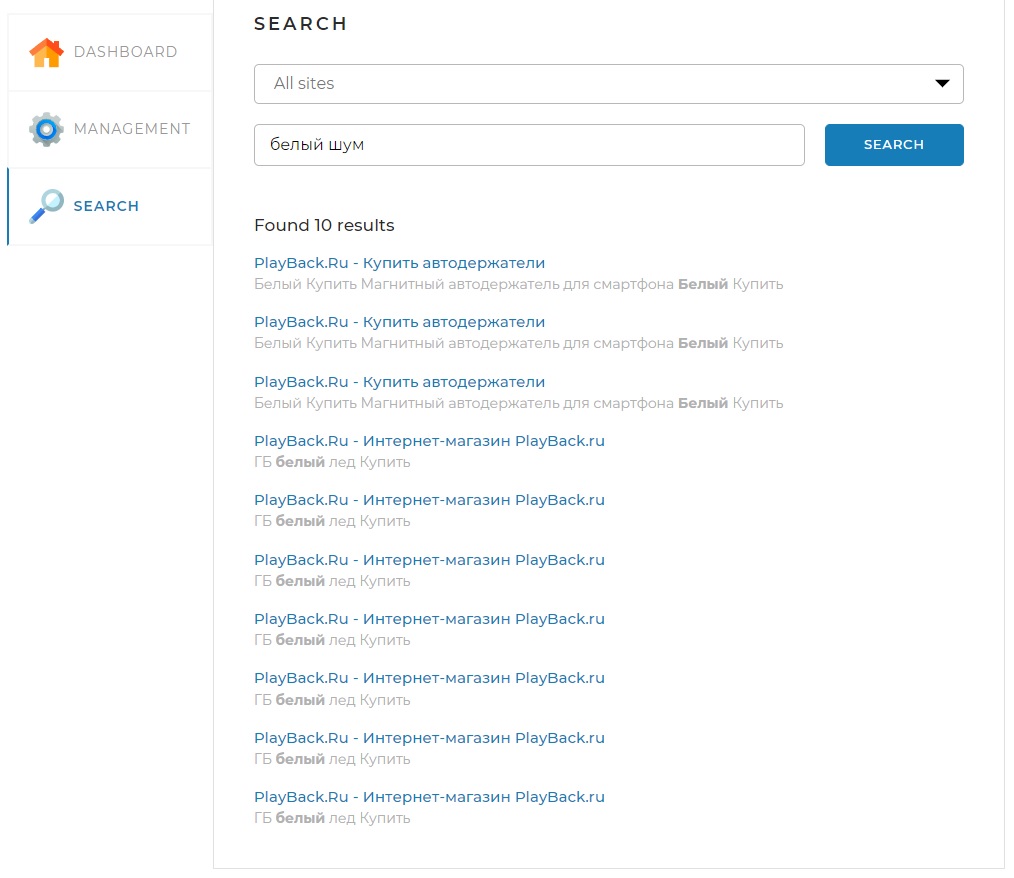 SEARCH
DASHBOARD
All sites
MANAGEMENT
белый шум
SEARCH
SEARCH
Found 10 results
PlayBack.Ru - Купить автодержатели
Белый Купить Магнитный автодержатель для смартфона Белый Купить
PlayBack.Ru - Купить автодержатели
Белый Купить Магнитный автодержатель для смартфона Белый Купить
PlayBack.Ru - Купить автодержатели
Белый Купить Магнитный автодержатель для смартфона Белый Купить
PlayBack.Ru - Интернет-магазин PlayBack.ru
ГБ белый лед Купить
PlayBack.Ru - Интернет-магазин PlayBack.ru
ГБ белый лед Купить
PlayBack.Ru - Интернет-магазин PlayBack.ru
ГБ белый лед Купить
PlayBack.Ru - Интернет-магазин PlayBack.ru
ГБ белый лед Купить
PlayBack.Ru - Интернет-магазин PlayBack.ru
ГБ белый лед Купить
PlayBack.Ru - Интернет-магазин PlayBack.ru
ГБ белый лед Купить
PlayBack.Ru - Интернет-магазин PlayBack.ru
ГБ белый лед Купить